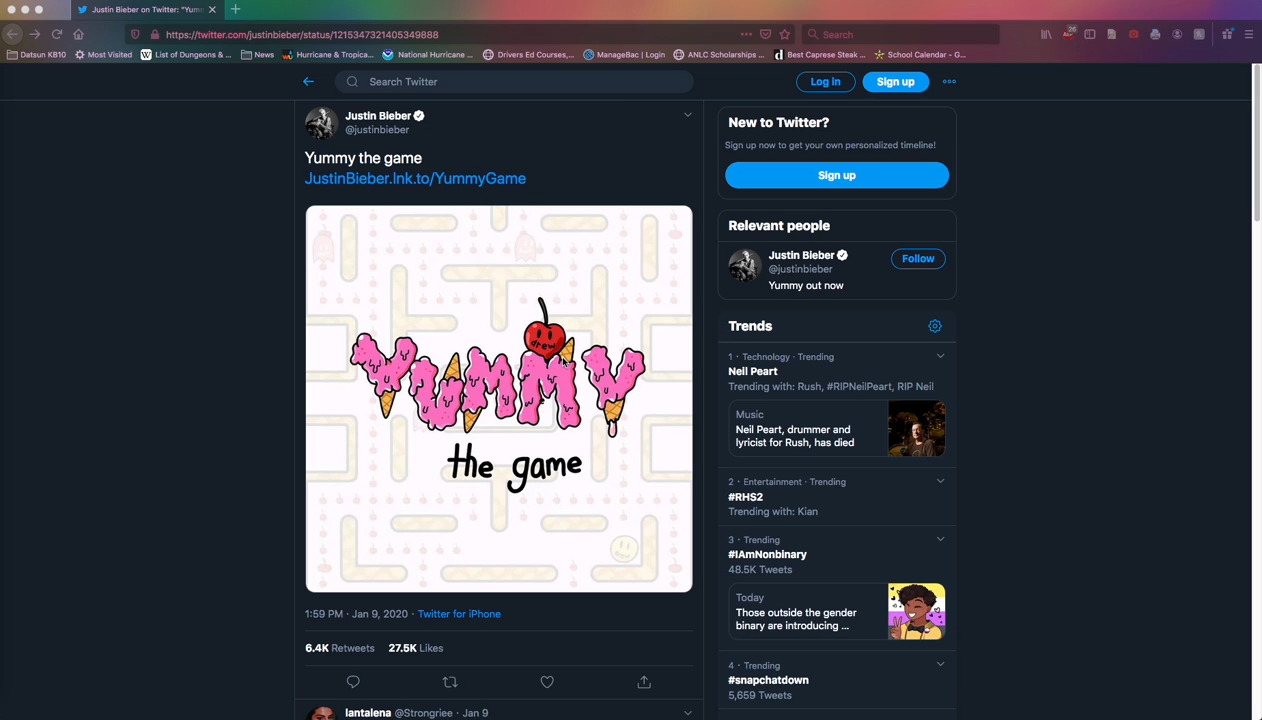 Justin Bieber on Twitter: "Yumm
https://twitter.com/justinbieber/status/1215347321405349888
Search
Datsun KB10
Most Visited
List of Dungeons & ...
News
Hurricane & Tropica...
National Hurricane ...
Drivers Ed Courses,...
ManageBac | Login
ANLC Scholarships ...
Best Caprese Steak ...
School Calendar - G...
Search Twitter
Log in
Sign up
Justin Bieber
@justinbieber
Yummy the game
JustinBieber.lnk.to/YummyGame
YUMMY
drew
the game
1:59 PM · Jan 9, 2020 · Twitter for iPhone
6.4K Retweets 27.5K Likes
lantalena @Strongriee · Jan 9
New to Twitter?
Sign up now to get your own personalized timeline!
Sign up
Relevant people
Justin Bieber
@justinbieber
Follow
Yummy out now
Trends
1 · Technology · Trending
Neil Peart
Trending with: Rush, #RIPNeilPeart, RIP Neil
Music
Neil Peart, drummer and
lyricist for Rush, has died
2 · Entertainment · Trending
#RHS2
Trending with: Kian
3 · Trending
#IAmNonbinary
48.5K Tweets
Today
Those outside the gender
binary are introducing ...
4 · Trending
#snapchatdown
5,659 Tweets